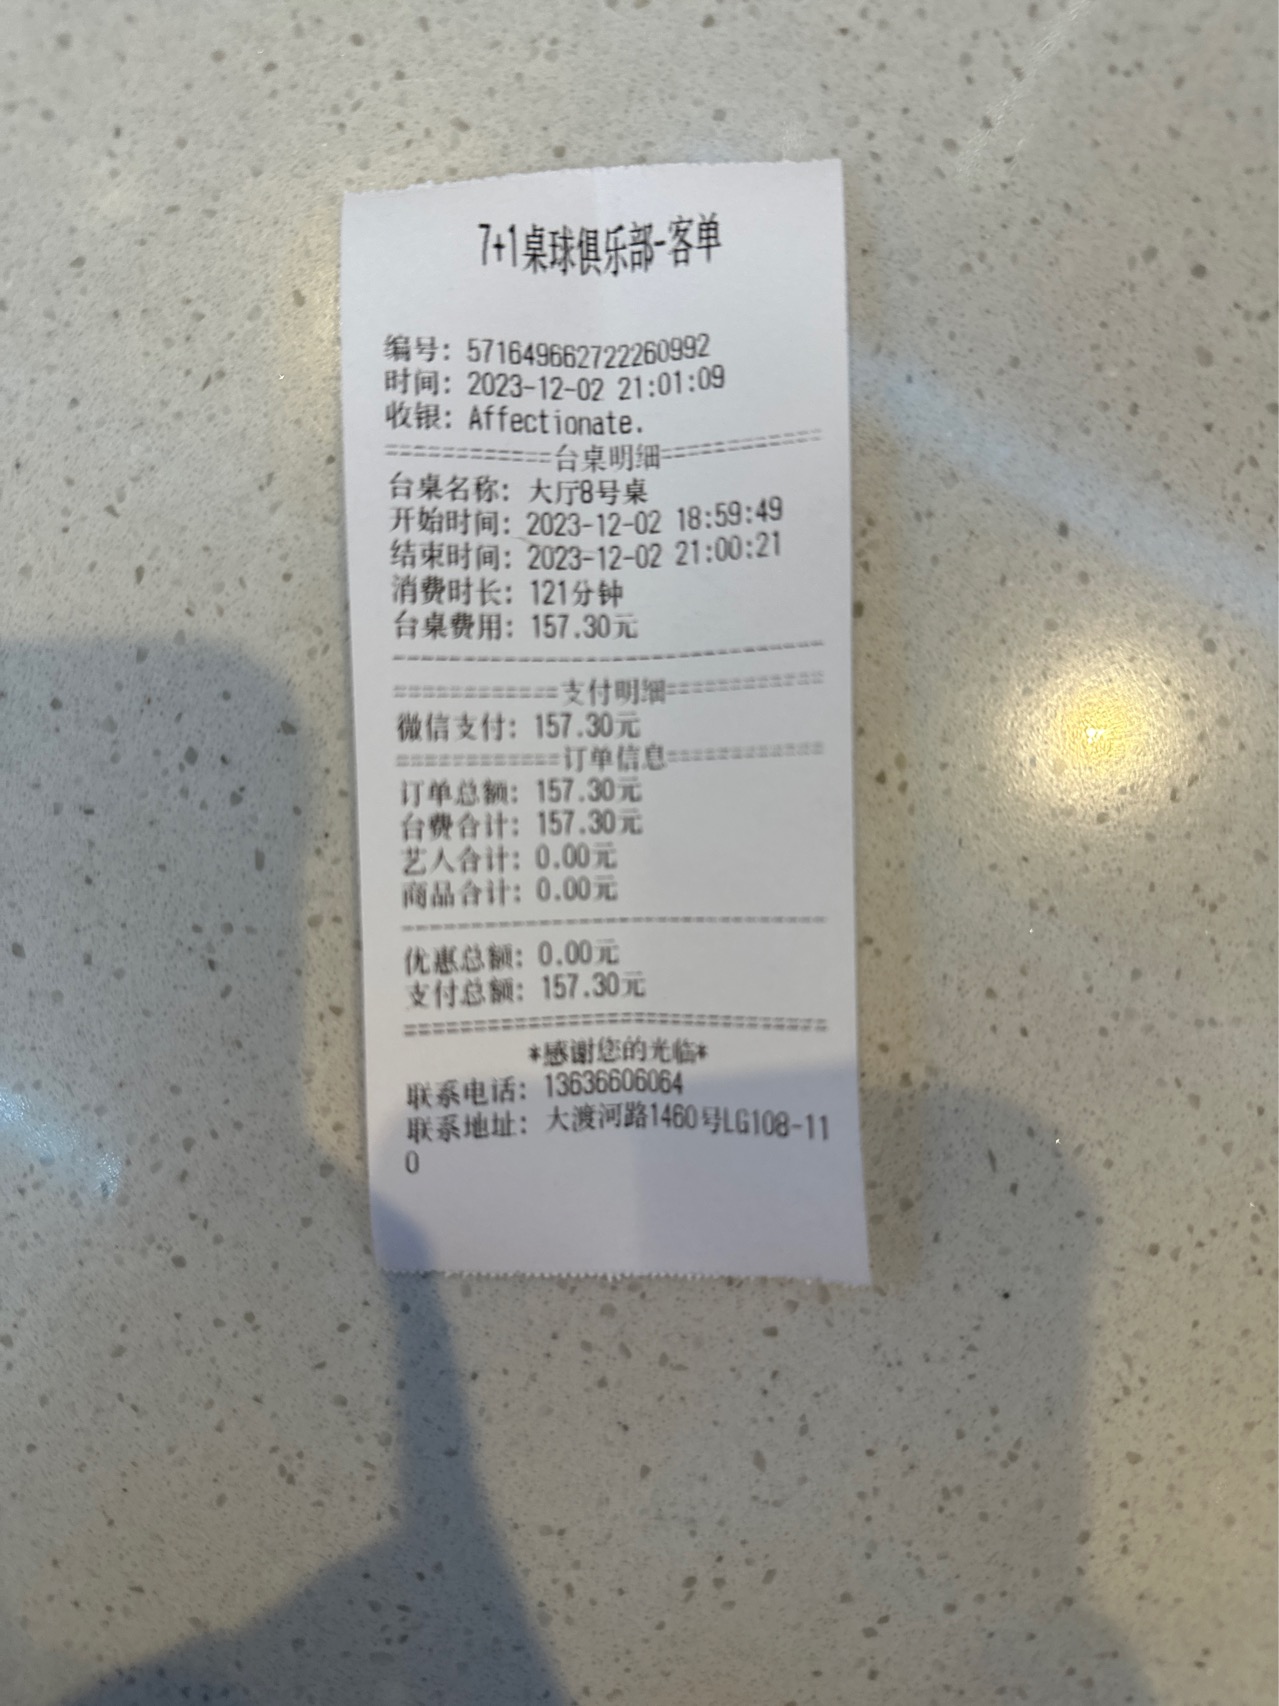 7+1桌球俱乐部-客单
编号: 571649662722260992
时间: 2023-12-02 21:01:09
收银: Affectionate.
============台桌明细============
台桌名称: 大厅8号桌
开始时间: 2023-12-02 18:59:49
结束时间: 2023-12-02 21:00:21
消费时长: 121分钟
台桌费用: 157.30元
--------------------------------
============支付明细============
微信支付: 157.30元
============订单信息============
订单总额: 157.30元
台费合计: 157.30元
艺人合计: 0.00元
商品合计: 0.00元
--------------------------------
优惠总额: 0.00元
支付总额: 157.30元
================================
*感谢您的光临*
联系电话: 13636606064
联系地址: 大渡河路1460号LG108-11
0